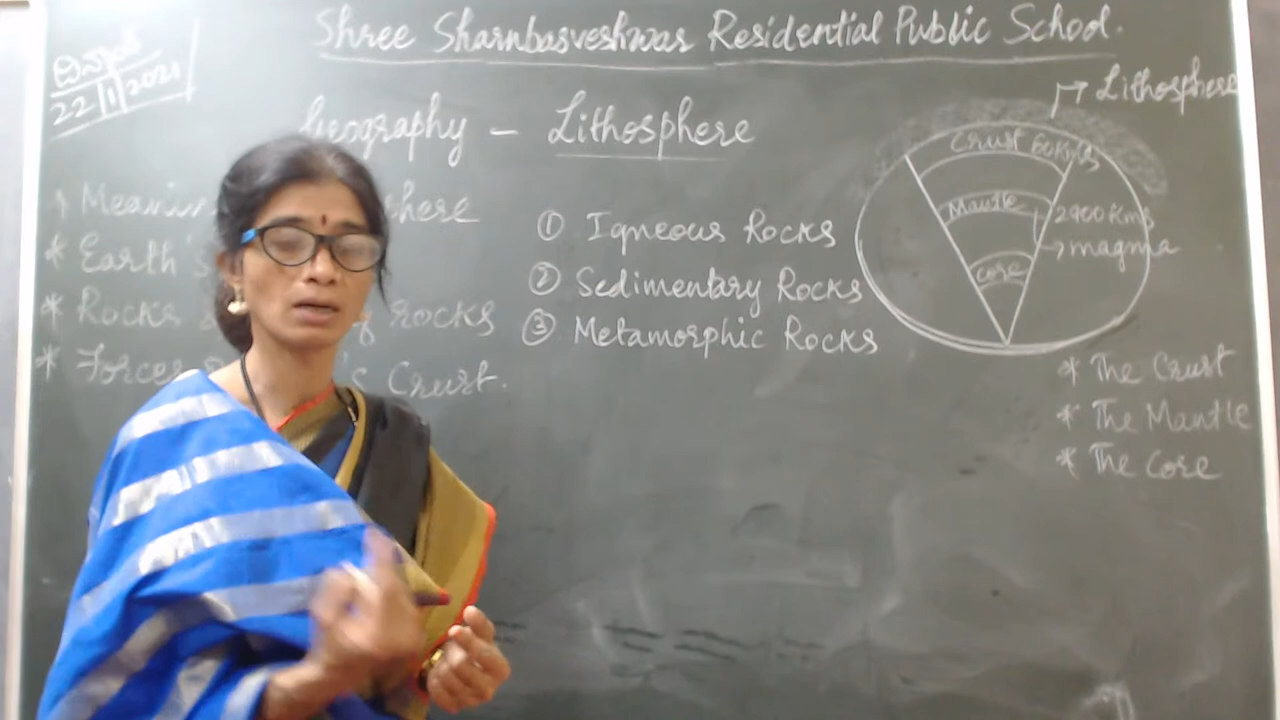 Shree Sharnbasveshwar Residential Public School.
ದಿನಾಂಕ
22/1/2021
Geography - Lithosphere
* Earth's
* Rocks rocks
* Forces Crust.
① Igneous Rocks
② Sedimentary Rocks
③ Metamorphic Rocks
Lithosphere
Crust 60Kms
Mantle
2900 Kms
magma
core
* The Crust
* The Mantle
* The Core